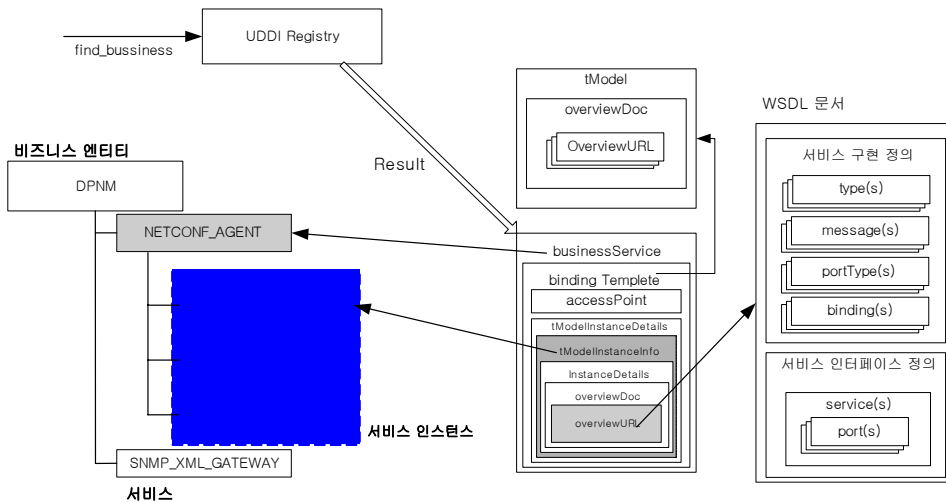 UDDI Registry
find_bussiness
Result
비즈니스 엔티티
DPNM
NETCONF_AGENT
서비스 인스턴스
SNMP_XML_GATEWAY
서비스
tModel
overviewDoc
OverviewURL
businessService
binding Templete
accessPoint
tModelInstanceDetails
tModelInstanceInfo
InstanceDetails
overviewDoc
overviewURL
WSDL 문서
서비스 구현 정의
type(s)
message(s)
portType(s)
binding(s)
서비스 인터페이스 정의
service(s)
port(s)